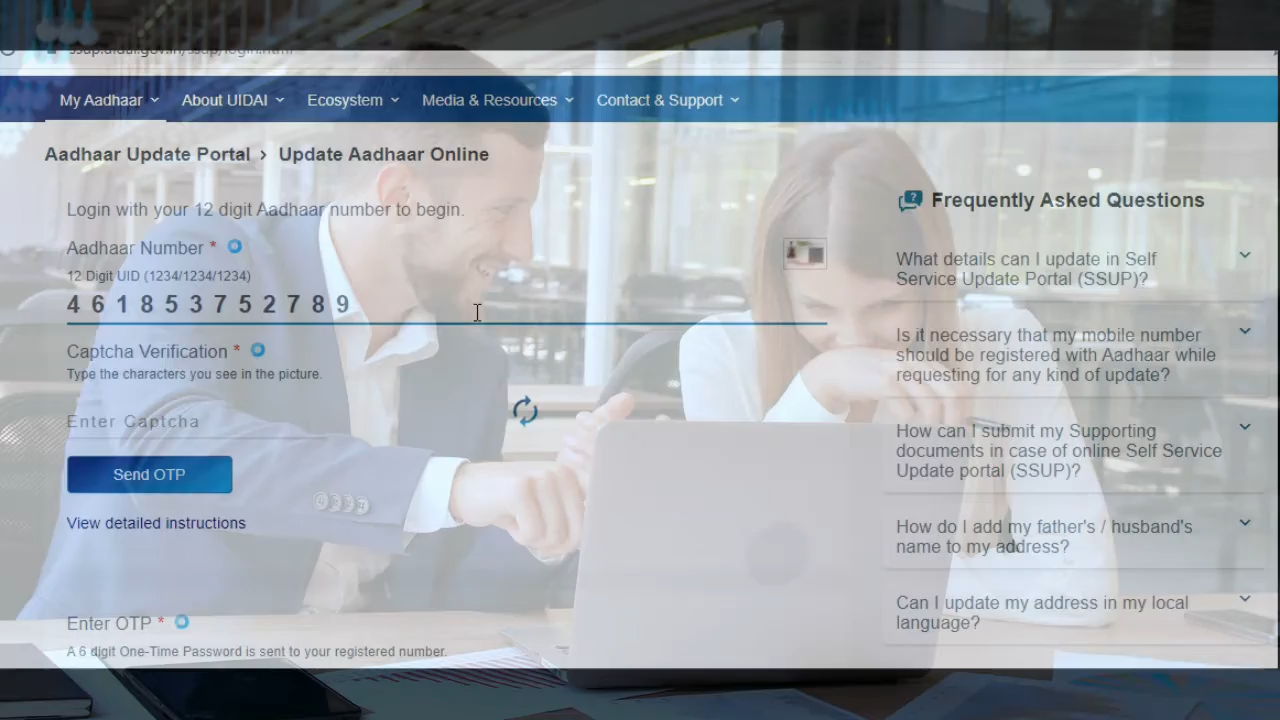 My Aadhaar About UIDAI Ecosystem Media & Resources Contact & Support
Aadhaar Update Portal › Update Aadhaar Online
Login with your 12 digit Aadhaar number to begin.
Aadhaar Number *
12 Digit UID (1234/1234/1234)
4 6 1 8 5 3 7 5 2 7 8 9
Captcha Verification *
Type the characters you see in the picture.
Enter Captcha
Send OTP
View detailed instructions
Enter OTP *
A 6 digit One-Time Password is sent to your registered number.
Frequently Asked Questions
What details can I update in Self
Service Update Portal (SSUP)?
Is it necessary that my mobile number
should be registered with Aadhaar while
requesting for any kind of update?
How can I submit my Supporting
documents in case of online Self Service
Update portal (SSUP)?
How do I add my father's / husband's
name to my address?
Can I update my address in my local
language?